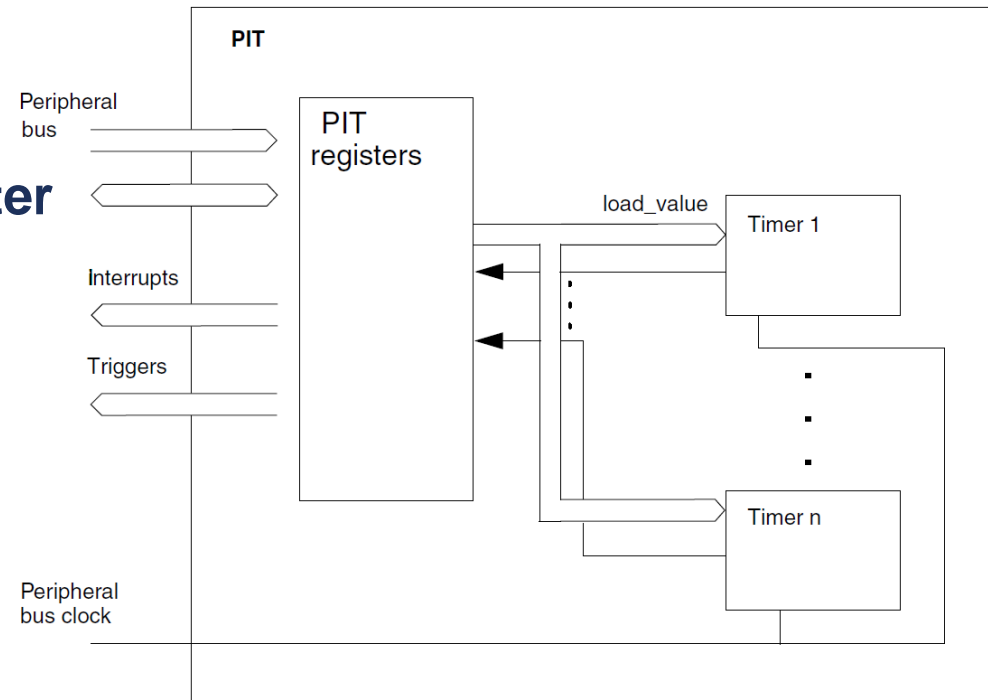 PIT
Peripheral
bus
PIT
registers
load_value
Timer 1
Interrupts
Triggers
Timer n
Peripheral
bus clock